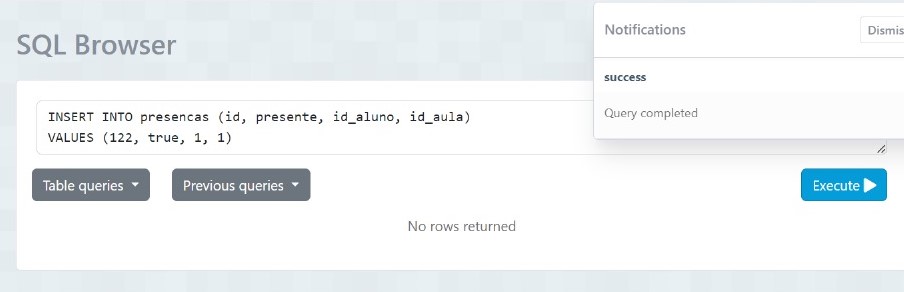 SQL Browser
Notifications
success
Query completed
INSERT INTO presencas (id, presente, id_aluno, id_aula)
VALUES (122, true, 1, 1)
Table queries
Previous queries
Execute
No rows returned